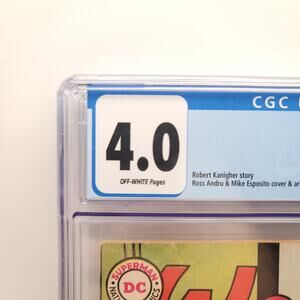 CGC
4.0
OFF-WHITE Pages
Robert Kanigher story
Ross Andru & Mike Esposito cover & ar
SUPERMAN
DC